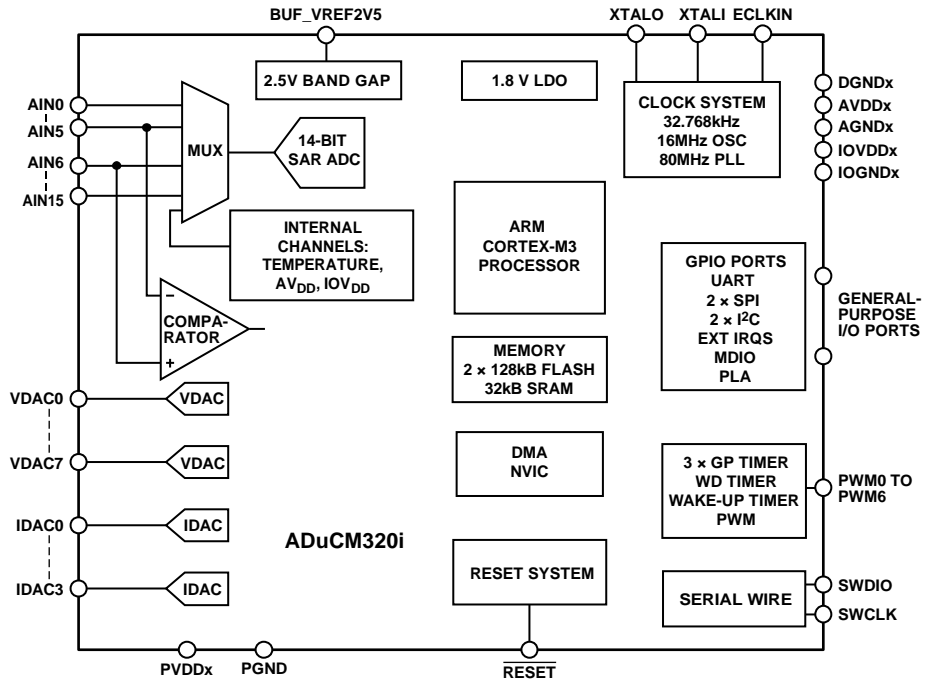 BUF_VREF2V5
XTALO
XTALI
ECLKIN
2.5V BAND GAP
1.8 V LDO
CLOCK SYSTEM
32.768kHz
16MHz OSC
80MHz PLL
DGNDx
AVDDx
AGNDx
IOVDDx
IOGNDx
AIN0
AIN5
AIN6
AIN15
MUX
14-BIT
SAR ADC
INTERNAL
CHANNELS:
TEMPERATURE,
AVDD, IOVDD
ARM
CORTEX-M3
PROCESSOR
GPIO PORTS
UART
2 × SPI
2 × I2C
EXT IRQS
MDIO
PLA
GENERAL-
PURPOSE
I/O PORTS
–
COMPA-
RATOR
+
MEMORY
2 × 128kB FLASH
32kB SRAM
VDAC0
VDAC
VDAC7
VDAC
DMA
NVIC
3 × GP TIMER
WD TIMER
WAKE-UP TIMER
PWM
PWM0 TO
PWM6
IDAC0
IDAC
IDAC3
IDAC
ADuCM320i
RESET SYSTEM
SERIAL WIRE
SWDIO
SWCLK
PVDDx
PGND
RESET